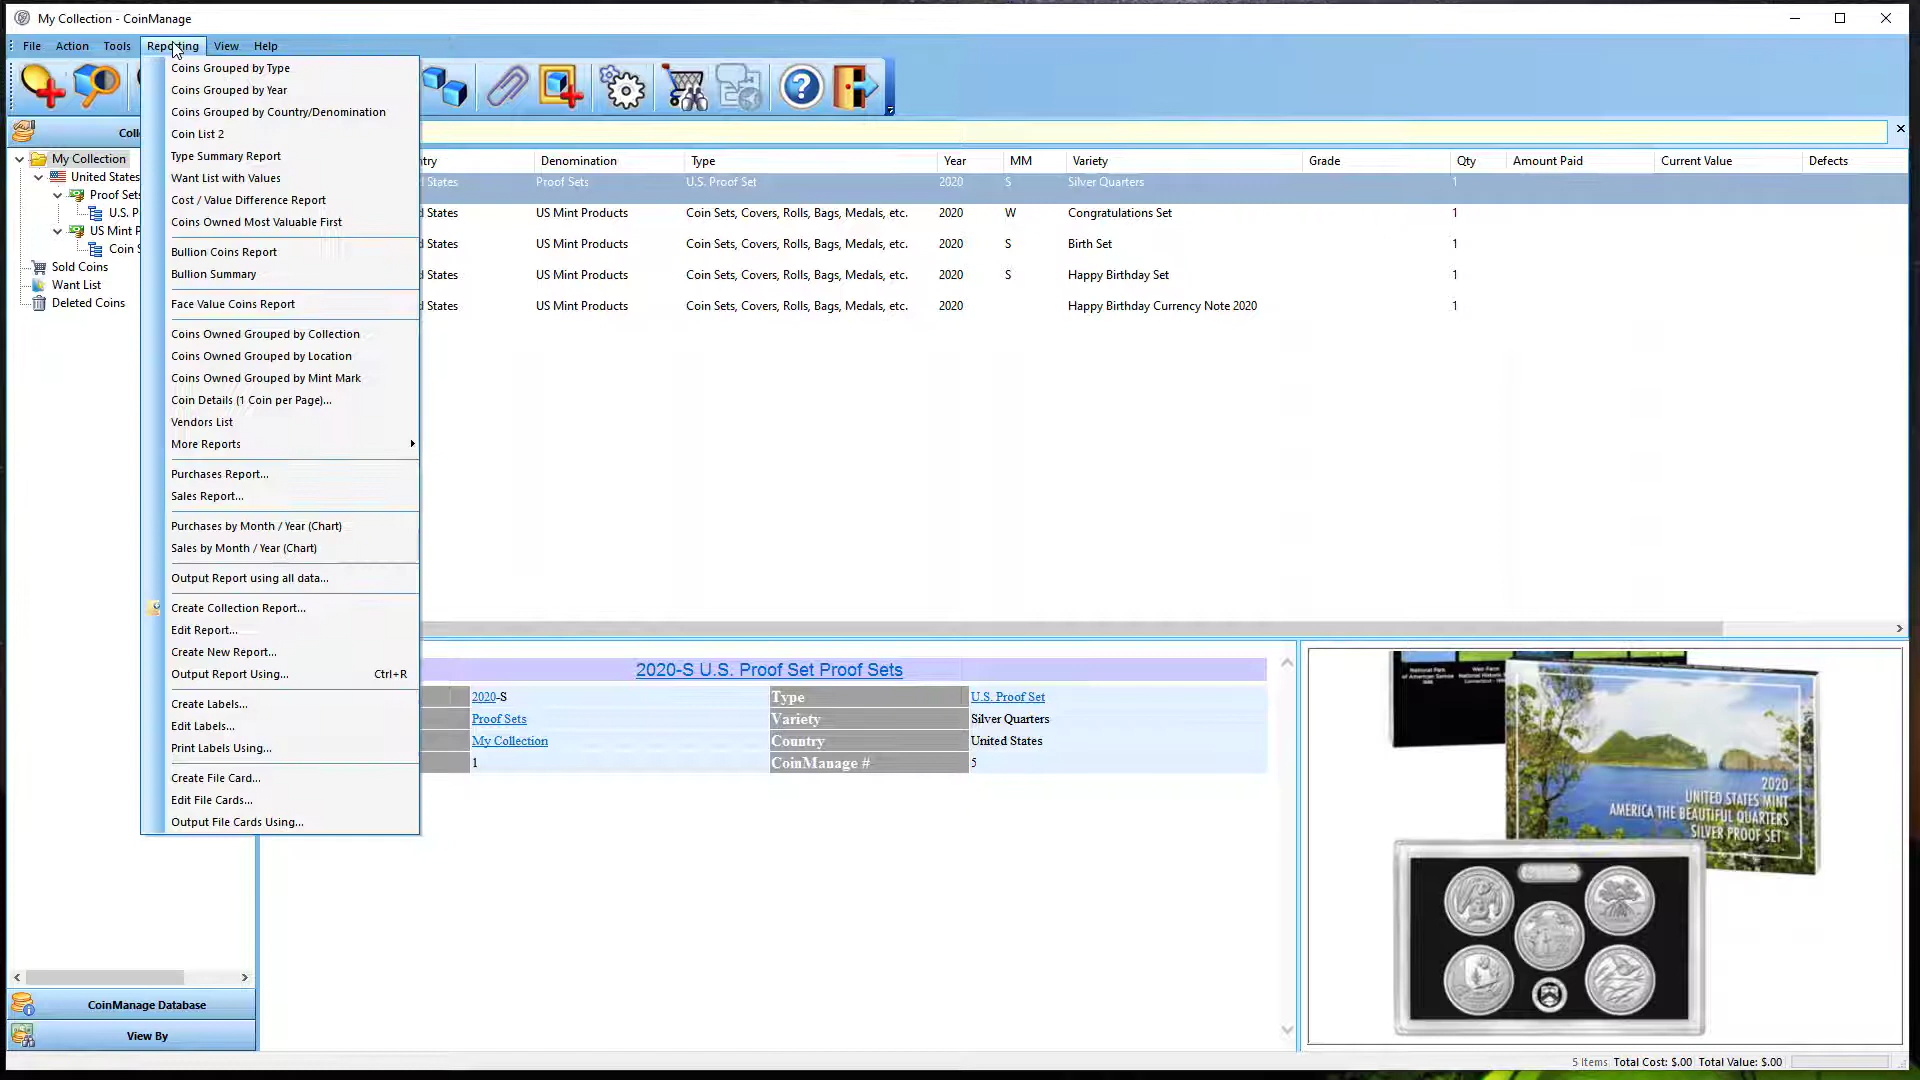 My Collection - CoinManage
File Action Tools Reporting View Help
Coins Grouped by Type
Coins Grouped by Year
Coins Grouped by Country/Denomination
Coin List 2
Type Summary Report
Want List with Values
Cost / Value Difference Report
Coins Owned Most Valuable First
Bullion Coins Report
Bullion Summary
Face Value Coins Report
Coins Owned Grouped by Collection
Coins Owned Grouped by Location
Coins Owned Grouped by Mint Mark
Coin Details (1 Coin per Page)...
Vendors List
More Reports
Purchases Report...
Sales Report...
Purchases by Month / Year (Chart)
Sales by Month / Year (Chart)
Output Report using all data...
Create Collection Report...
Edit Report...
Create New Report...
Output Report Using... Ctrl+R
Create Labels...
Edit Labels...
Print Labels Using...
Create File Card...
Edit File Cards...
Output File Cards Using...
Coll
My Collection
United States
Proof Sets
U.S. P
US Mint P
Coin S
Sold Coins
Want List
Deleted Coins
CoinManage Database
View By
try Denomination Type Year MM Variety Grade Qty Amount Paid Current Value Defects
States Proof Sets U.S. Proof Set 2020 S Silver Quarters 1
d States US Mint Products Coin Sets, Covers, Rolls, Bags, Medals, etc. 2020 W Congratulations Set 1
d States US Mint Products Coin Sets, Covers, Rolls, Bags, Medals, etc. 2020 S Birth Set 1
d States US Mint Products Coin Sets, Covers, Rolls, Bags, Medals, etc. 2020 S Happy Birthday Set 1
d States US Mint Products Coin Sets, Covers, Rolls, Bags, Medals, etc. 2020 Happy Birthday Currency Note 2020 1
2020-S U.S. Proof Set Proof Sets
2020-S Type U.S. Proof Set
Proof Sets Variety Silver Quarters
My Collection Country United States
1 CoinManage # 5
National Park
of American Samoa
2020
UNITED STATES MINT
AMERICA THE BEAUTIFUL QUARTERS
SILVER PROOF SET
5 Items Total Cost: $.00 Total Value: $.00